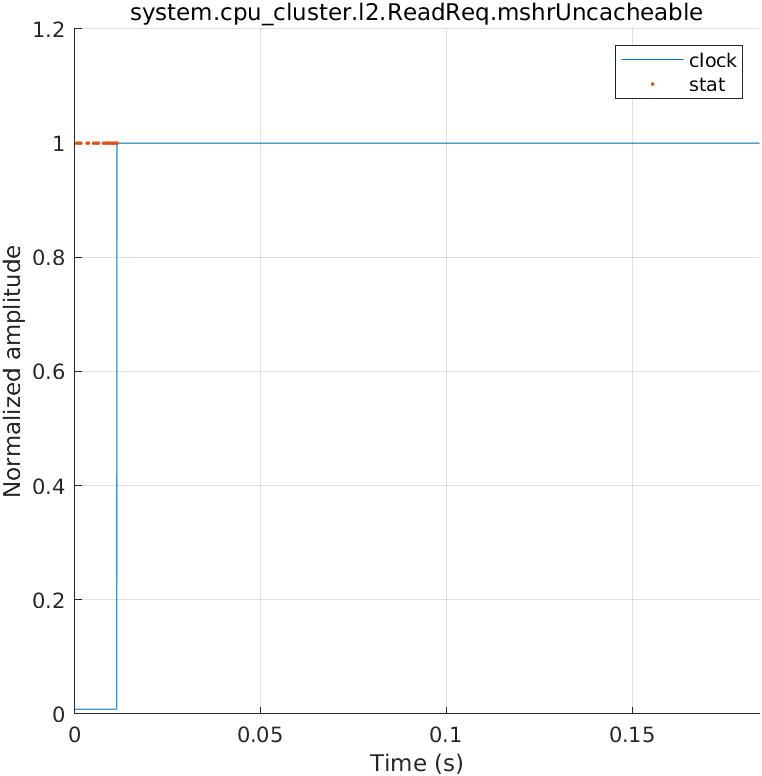 system.cpu_cluster.l2.ReadReq.mshrUncacheable
1.2
clock
stat
1
0.8
Normalized amplitude
0.6
0.4
0.2
0
0
0.05
0.1
0.15
Time (s)